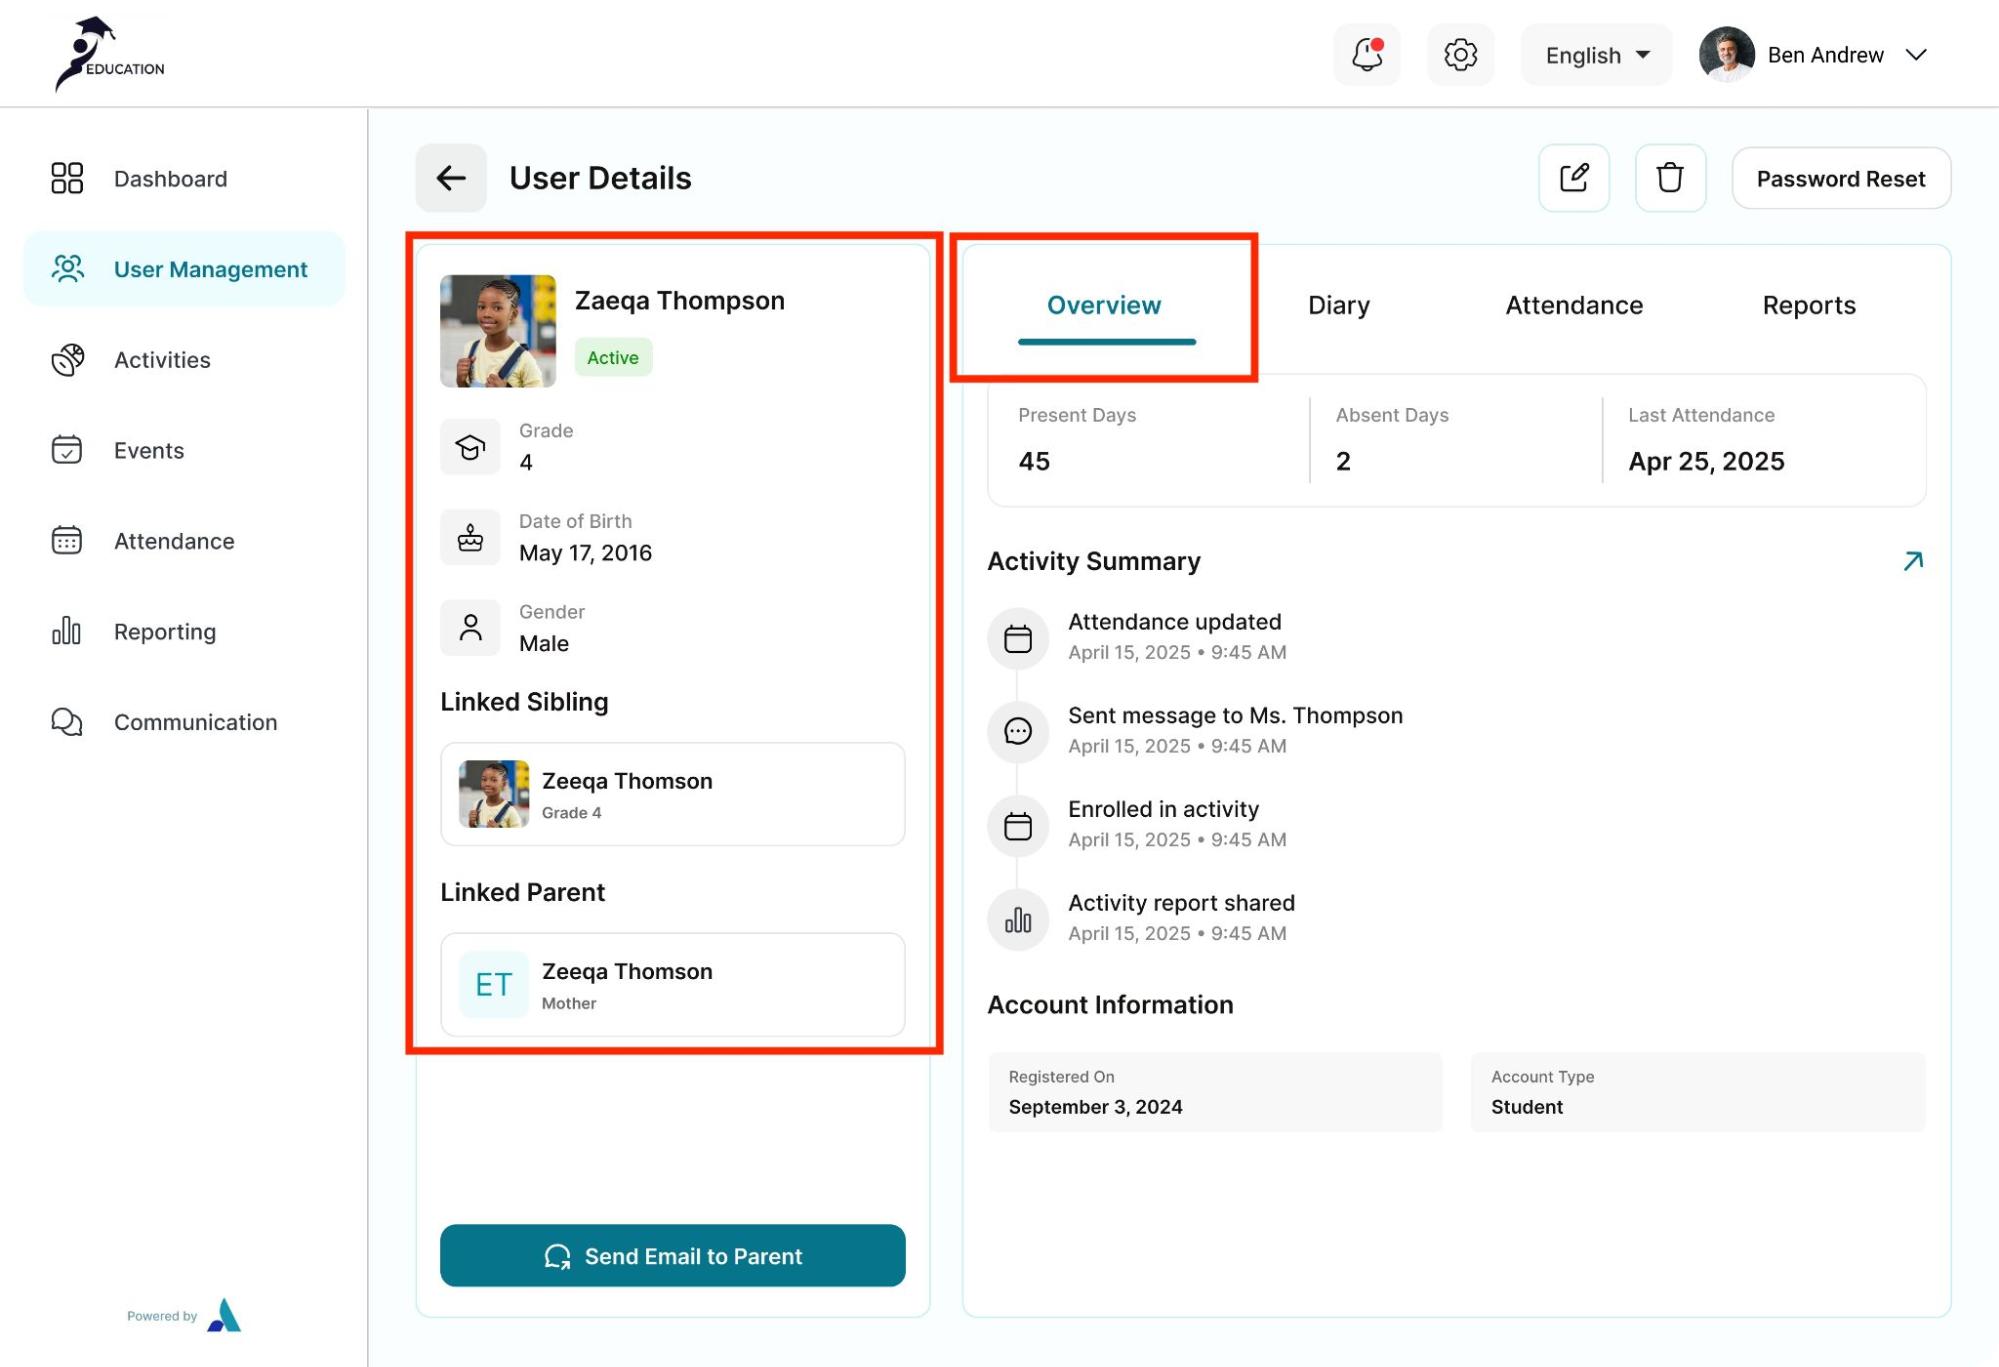 EDUCATION
English
Ben Andrew
Dashboard
User Management
Activities
Events
Attendance
Reporting
Communication
Powered by
User Details
Password Reset
Zaeqa Thompson
Active
Grade
4
Date of Birth
May 17, 2016
Gender
Male
Linked Sibling
Zeeqa Thomson
Grade 4
Linked Parent
ET
Zeeqa Thomson
Mother
Send Email to Parent
Overview Diary Attendance Reports
Present Days Absent Days Last Attendance
45 2 Apr 25, 2025
Activity Summary
Attendance updated
April 15, 2025 • 9:45 AM
Sent message to Ms. Thompson
April 15, 2025 • 9:45 AM
Enrolled in activity
April 15, 2025 • 9:45 AM
Activity report shared
April 15, 2025 • 9:45 AM
Account Information
Registered On Account Type
September 3, 2024 Student